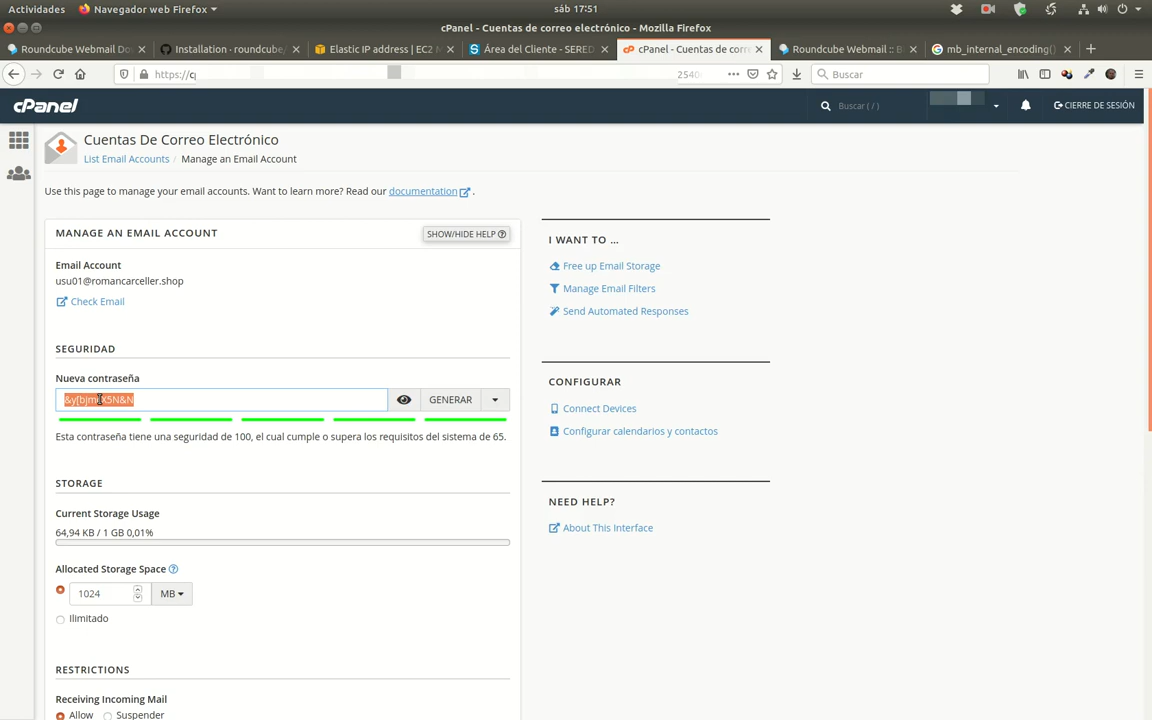 Actividades Navegador web Firefox sáb 17:51
cPanel - Cuentas de correo electrónico - Mozilla Firefox
Roundcube Webmail Do Installation · roundcube/ Elastic IP address | EC2 M Área del Cliente - SERED cPanel - Cuentas de corre Roundcube Webmail :: B mb_internal_encoding()
https:// 2540 Buscar
cPanel Buscar ( / ) CIERRE DE SESIÓN
Cuentas De Correo Electrónico
List Email Accounts / Manage an Email Account
Use this page to manage your email accounts. Want to learn more? Read our documentation .
MANAGE AN EMAIL ACCOUNT SHOW/HIDE HELP
Email Account
usu01@romancarceller.shop
Check Email
SEGURIDAD
Nueva contraseña
GENERAR
Esta contraseña tiene una seguridad de 100, el cual cumple o supera los requisitos del sistema de 65.
STORAGE
Current Storage Usage
64,94 KB / 1 GB 0,01%
Allocated Storage Space
1024 MB
Ilimitado
RESTRICTIONS
Receiving Incoming Mail
Allow Suspender
I WANT TO ...
Free up Email Storage
Manage Email Filters
Send Automated Responses
CONFIGURAR
Connect Devices
Configurar calendarios y contactos
NEED HELP?
About This Interface